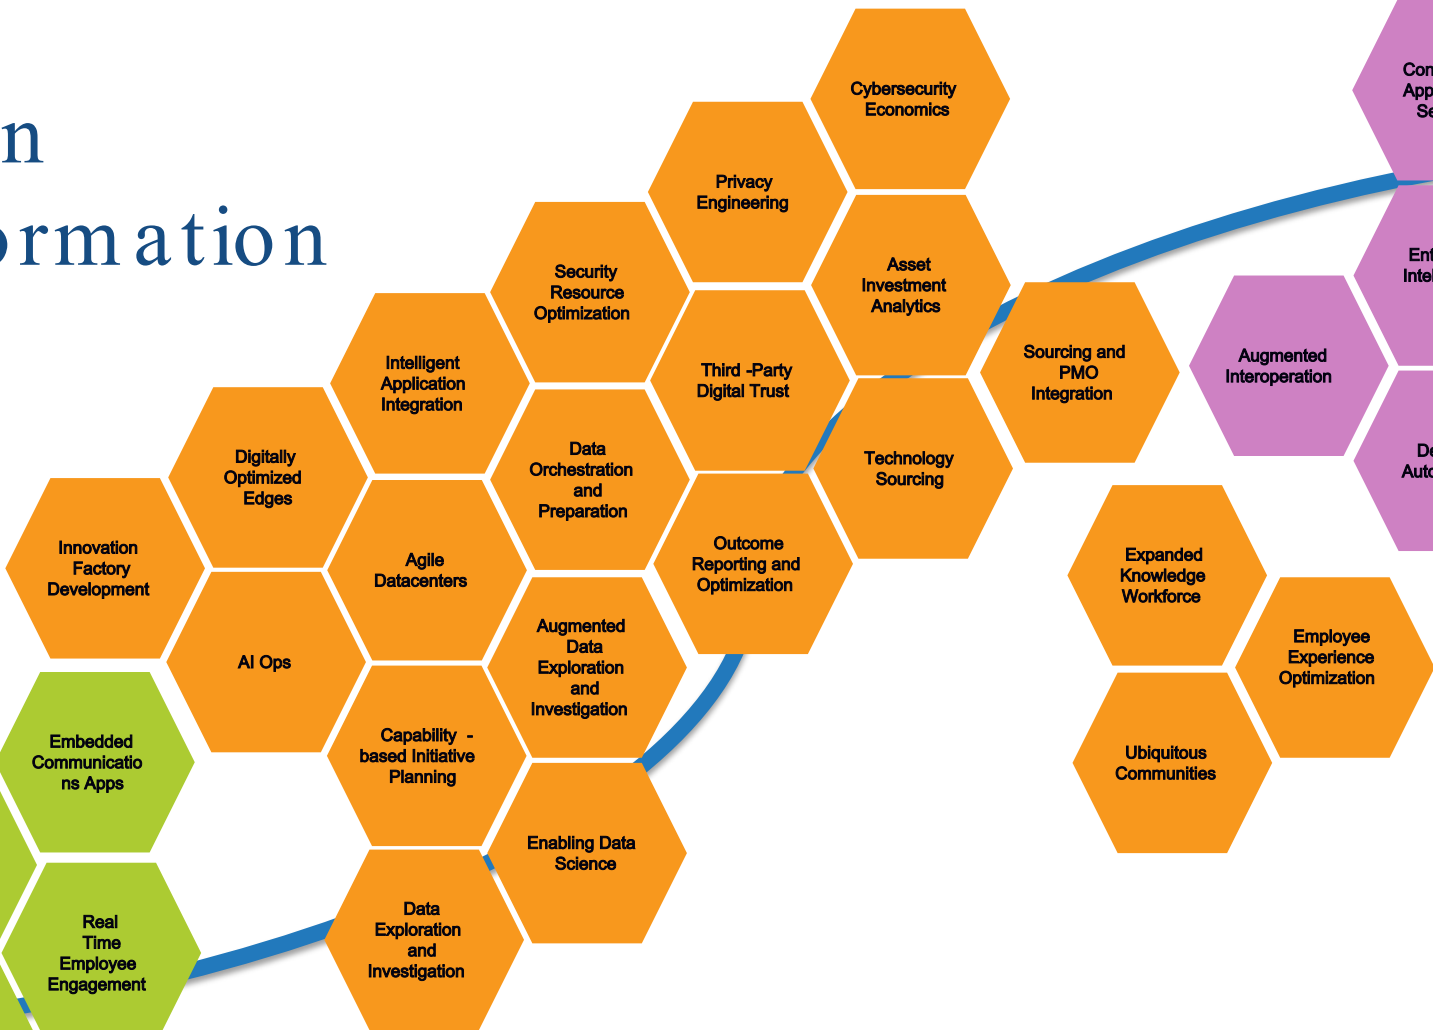 n
ormation
Cybersecurity
Economics
Privacy
Engineering
Security
Resource
Optimization
Asset
Investment
Analytics
Intelligent
Application
Integration
Third -Party
Digital Trust
Sourcing and
PMO
Integration
Augmented
Interoperation
Digitally
Optimized
Edges
Data
Orchestration
and
Preparation
Technology
Sourcing
Innovation
Factory
Development
Agile
Datacenters
Outcome
Reporting and
Optimization
Expanded
Knowledge
Workforce
AI Ops
Augmented
Data
Exploration
and
Investigation
Employee
Experience
Optimization
Embedded
Communicatio
ns Apps
Capability -
based Initiative
Planning
Ubiquitous
Communities
Enabling Data
Science
Real
Time
Employee
Engagement
Data
Exploration
and
Investigation